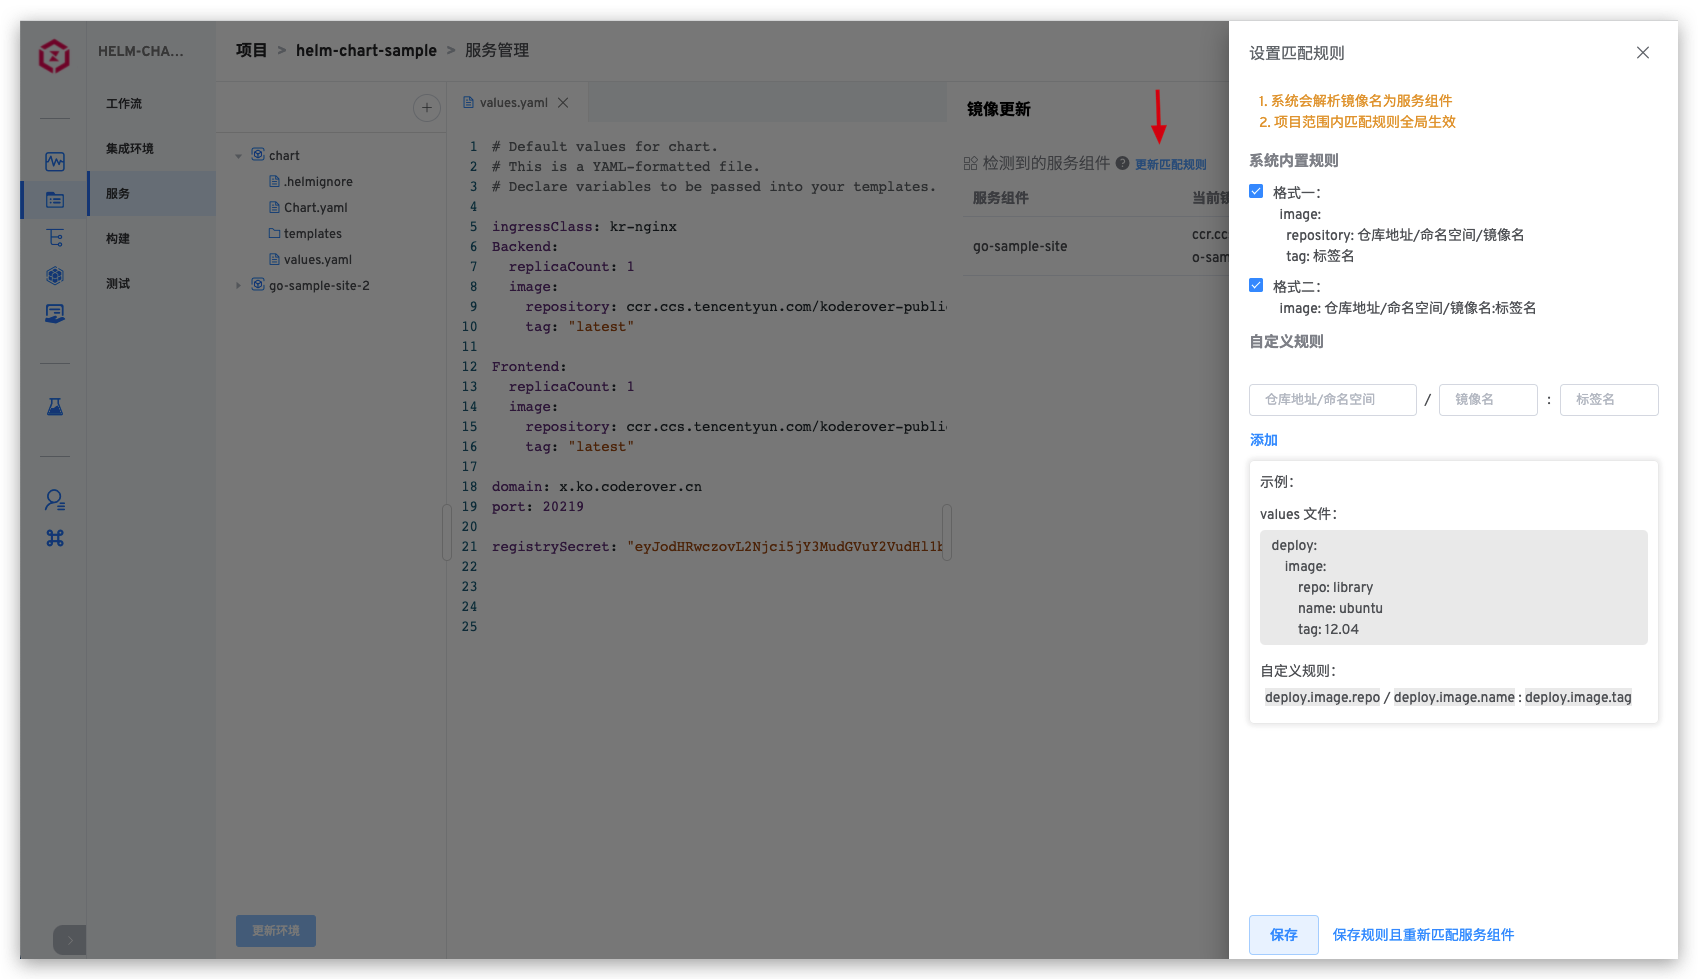 HELM-CHA...
工作流
集成环境
服务
构建
测试
项目 > helm-chart-sample > 服务管理
chart
.helmignore
Chart.yaml
templates
values.yaml
go-sample-site-2
更新环境
values.yaml
1 # Default values for chart.
2 # This is a YAML-formatted file.
3 # Declare variables to be passed into your templates.
4
5 ingressClass: kr-nginx
6 Backend:
7 replicaCount: 1
8 image:
9 repository: ccr.ccs.tencentyun.com/koderover-publi
10 tag: "latest"
11
12 Frontend:
13 replicaCount: 1
14 image:
15 repository: ccr.ccs.tencentyun.com/koderover-publi
16 tag: "latest"
17
18 domain: x.ko.coderover.cn
19 port: 20219
20
21 registrySecret: "eyJodHRwczovL2Njci5jY3MudGVuY2VudHl1b
22
23
24
25
镜像更新
检测到的服务组件 ? 更新匹配规则
服务组件 当前镜
go-sample-site
ccr.cc
o-sam
设置匹配规则
1. 系统会解析镜像名为服务组件
2. 项目范围内匹配规则全局生效
系统内置规则
格式一：
image:
repository: 仓库地址/命名空间/镜像名
tag: 标签名
格式二：
image: 仓库地址/命名空间/镜像名:标签名
自定义规则
仓库地址/命名空间 / 镜像名 : 标签名
添加
示例：
values 文件：
deploy:
image:
repo: library
name: ubuntu
tag: 12.04
自定义规则：
deploy.image.repo / deploy.image.name : deploy.image.tag
保存 保存规则且重新匹配服务组件